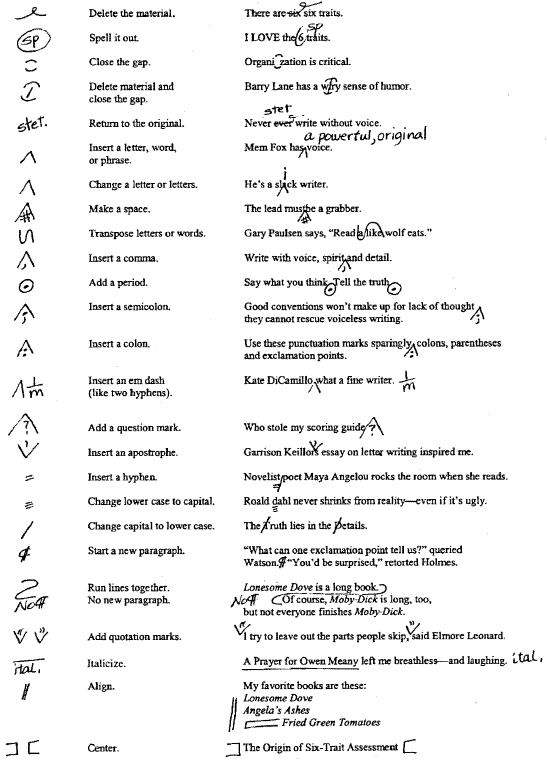 Delete the material. There are six six traits.
sp
sp Spell it out. I LOVE the 6 traits.
Close the gap. Organi zation is critical.
Delete material and Barry Lane has a wfry sense of humor.
close the gap.
stet
stet. Return to the original. Never ever write without voice.
a powerful, original
Insert a letter, word, Mem Fox has voice.
or phrase.
i
Change a letter or letters. He's a slack writer.
# Make a space. The lead mustbe a grabber.
Transpose letters or words. Gary Paulsen says, "Read a like wolf eats."
, Insert a comma. Write with voice, spirit and detail.
Add a period. Say what you think Tell the truth
; Insert a semicolon. Good conventions won't make up for lack of thought ;
they cannot rescue voiceless writing.
: Insert a colon. Use these punctuation marks sparingly : colons, parentheses
and exclamation points.
1/m Insert an em dash Kate DiCamillo what a fine writer. 1/m
(like two hyphens).
? Add a question mark. Who stole my scoring guide ?
Insert an apostrophe. Garrison Keillors essay on letter writing inspired me.
= Insert a hyphen. Novelist poet Maya Angelou rocks the room when she reads.
Change lower case to capital. Roald dahl never shrinks from reality—even if it's ugly.
/ Change capital to lower case. The Truth lies in the Details.
¶ Start a new paragraph. "What can one exclamation point tell us?" queried
Watson.¶ "You'd be surprised," retorted Holmes.
Run lines together. Lonesome Dove is a long book.
No ¶ No new paragraph. No ¶ Of course, Moby-Dick is long, too,
but not everyone finishes Moby-Dick.
" " Add quotation marks. " I try to leave out the parts people skip, " said Elmore Leonard.
ital. Italicize. A Prayer for Owen Meany left me breathless—and laughing. ital.
Align. My favorite books are these:
Lonesome Dove
Angela's Ashes
Fried Green Tomatoes
] [ Center. ] The Origin of Six-Trait Assessment [